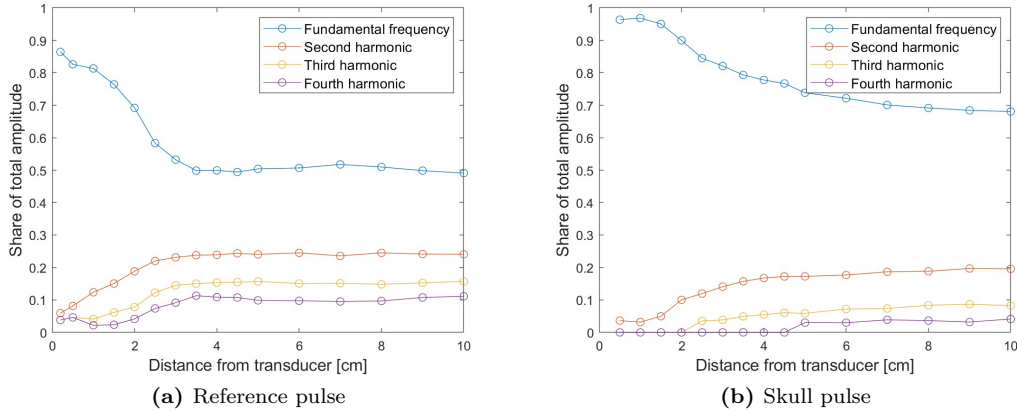 1
0.9
0.8
0.7
0.6
0.5
0.4
0.3
0.2
0.1
0
Share of total amplitude
Fundamental frequency
Second harmonic
Third harmonic
Fourth harmonic
0 2 4 6 8 10
Distance from transducer [cm]
(a) Reference pulse
1
0.9
0.8
0.7
0.6
0.5
0.4
0.3
0.2
0.1
0
Share of total amplitude
Fundamental frequency
Second harmonic
Third harmonic
Fourth harmonic
0 2 4 6 8 10
Distance from transducer [cm]
(b) Skull pulse